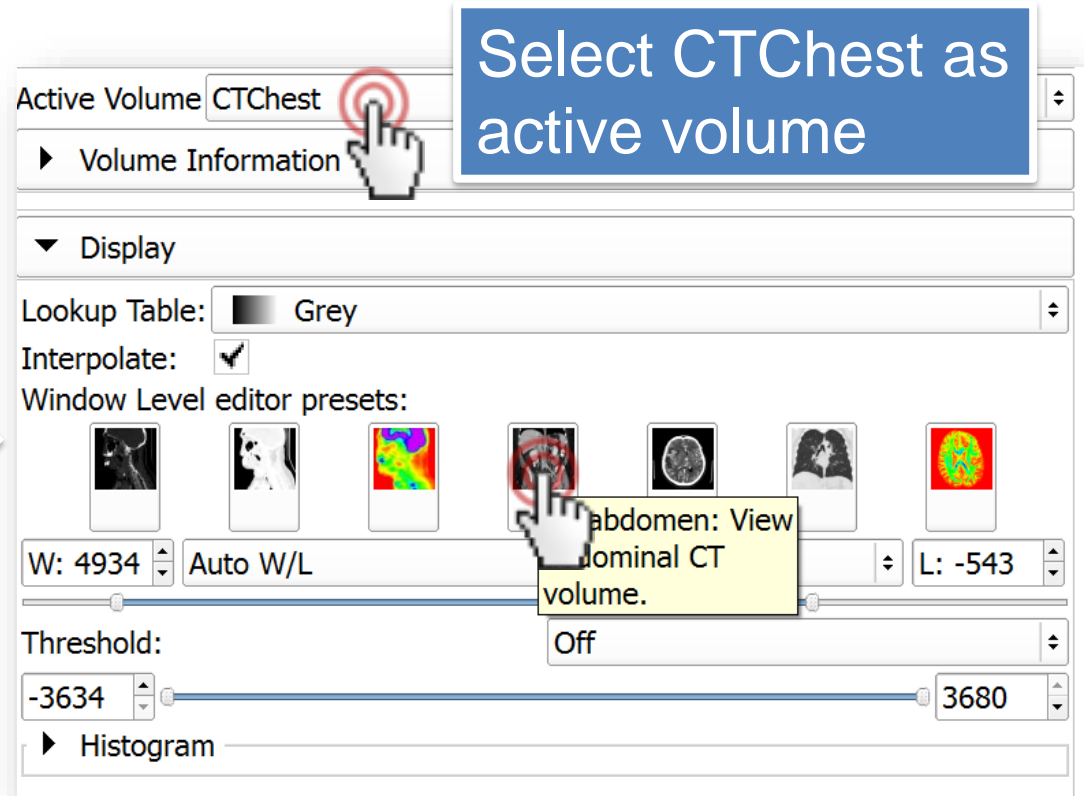 Select CTChest as
active volume
Active Volume CTChest
Volume Information
Display
Lookup Table: Grey
Interpolate:
Window Level editor presets:
abdomen: View
CT
volume.
W: 4934 Auto W/L L: -543
Threshold: Off
-3634 3680
Histogram